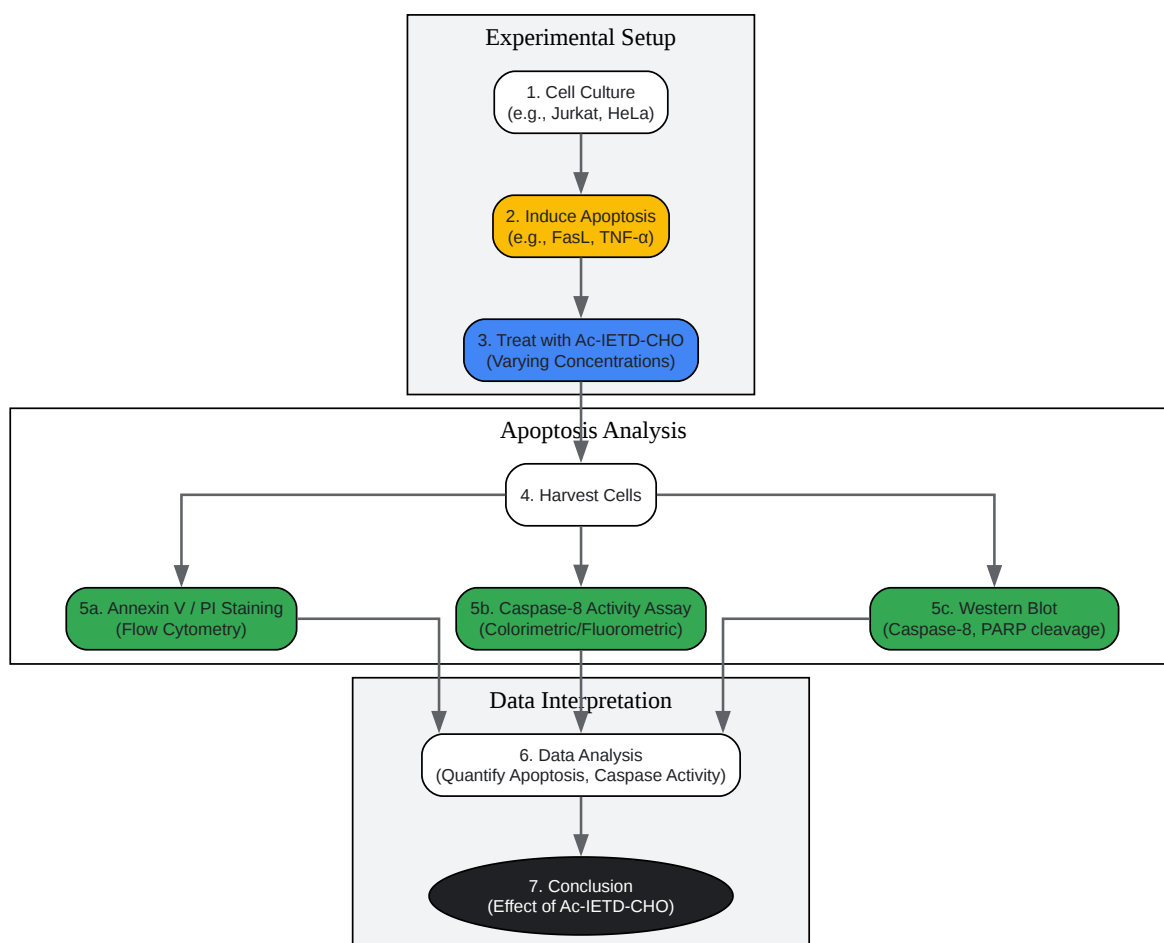 Experimental Setup
1. Cell Culture
(e.g., Jurkat, HeLa)
2. Induce Apoptosis
(e.g., FasL, TNF-α)
3. Treat with Ac-IETD-CHO
(Varying Concentrations)
Apoptosis Analysis
4. Harvest Cells
5a. Annexin V / PI Staining
(Flow Cytometry)
5b. Caspase-8 Activity Assay
(Colorimetric/Fluorometric)
5c. Western Blot
(Caspase-8, PARP cleavage)
Data Interpretation
6. Data Analysis
(Quantify Apoptosis, Caspase Activity)
7. Conclusion
(Effect of Ac-IETD-CHO)